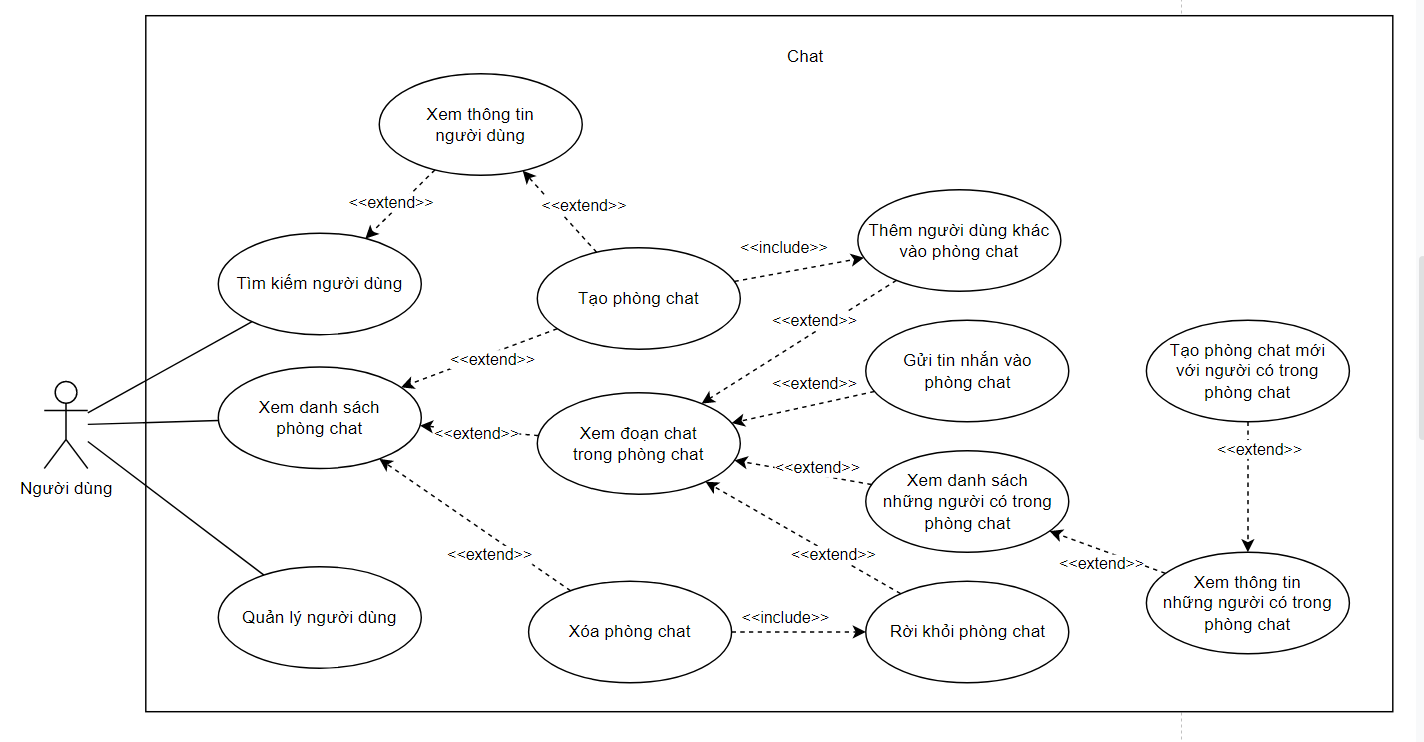 Chat
Xem thông tin
người dùng
<<extend>>
<<extend>>
Thêm người dùng khác
vào phòng chat
<<include>>
Tìm kiếm người dùng
Tạo phòng chat
<<extend>>
<<extend>>
Gửi tin nhắn vào
phòng chat
Tạo phòng chat mới
với người có trong
phòng chat
<<extend>>
Xem danh sách
phòng chat
<<extend>>
Xem đoạn chat
trong phòng chat
<<extend>>
<<extend>>
Người dùng
Xem danh sách
những người có trong
phòng chat
<<extend>>
<<extend>>
<<extend>>
Xem thông tin
những người có trong
phòng chat
Quản lý người dùng
Xóa phòng chat
<<include>>
Rời khỏi phòng chat